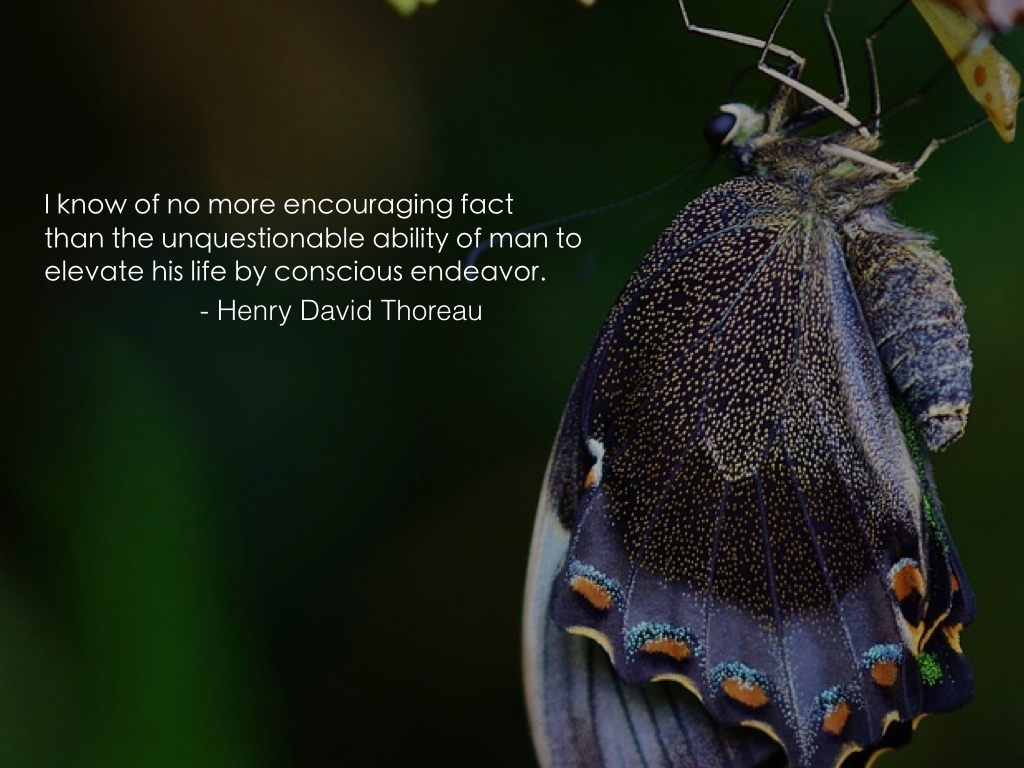 I know of no more encouraging fact
than the unquestionable ability of man to
elevate his life by conscious endeavor.
- Henry David Thoreau